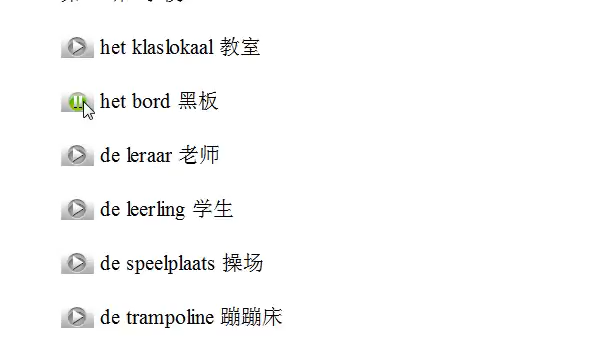 het klaslokaal 教室
het bord 黑板
de leraar 老师
de leerling 学生
de speelplaats 操场
de trampoline 蹦蹦床